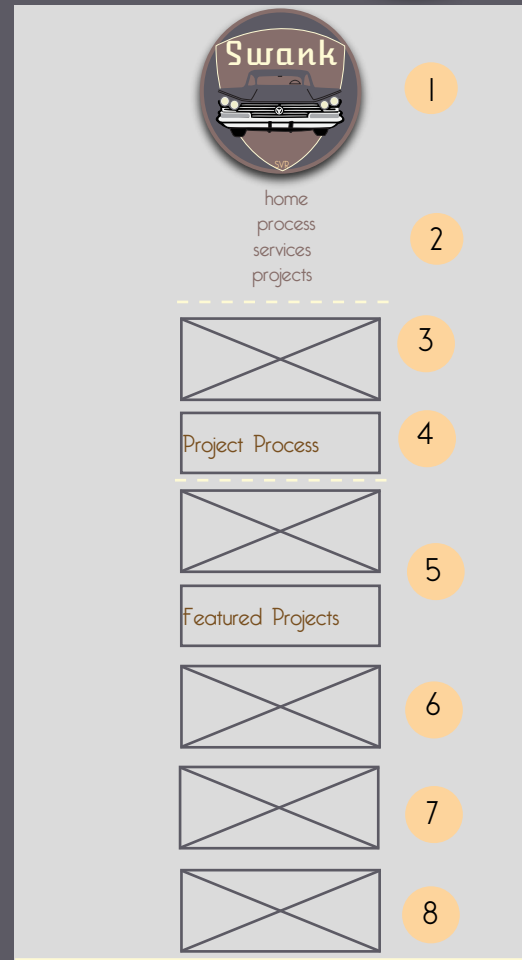 Swank
SVR
1
home
process
services
projects
2
3
Project Process
4
5
Featured Projects
6
7
8